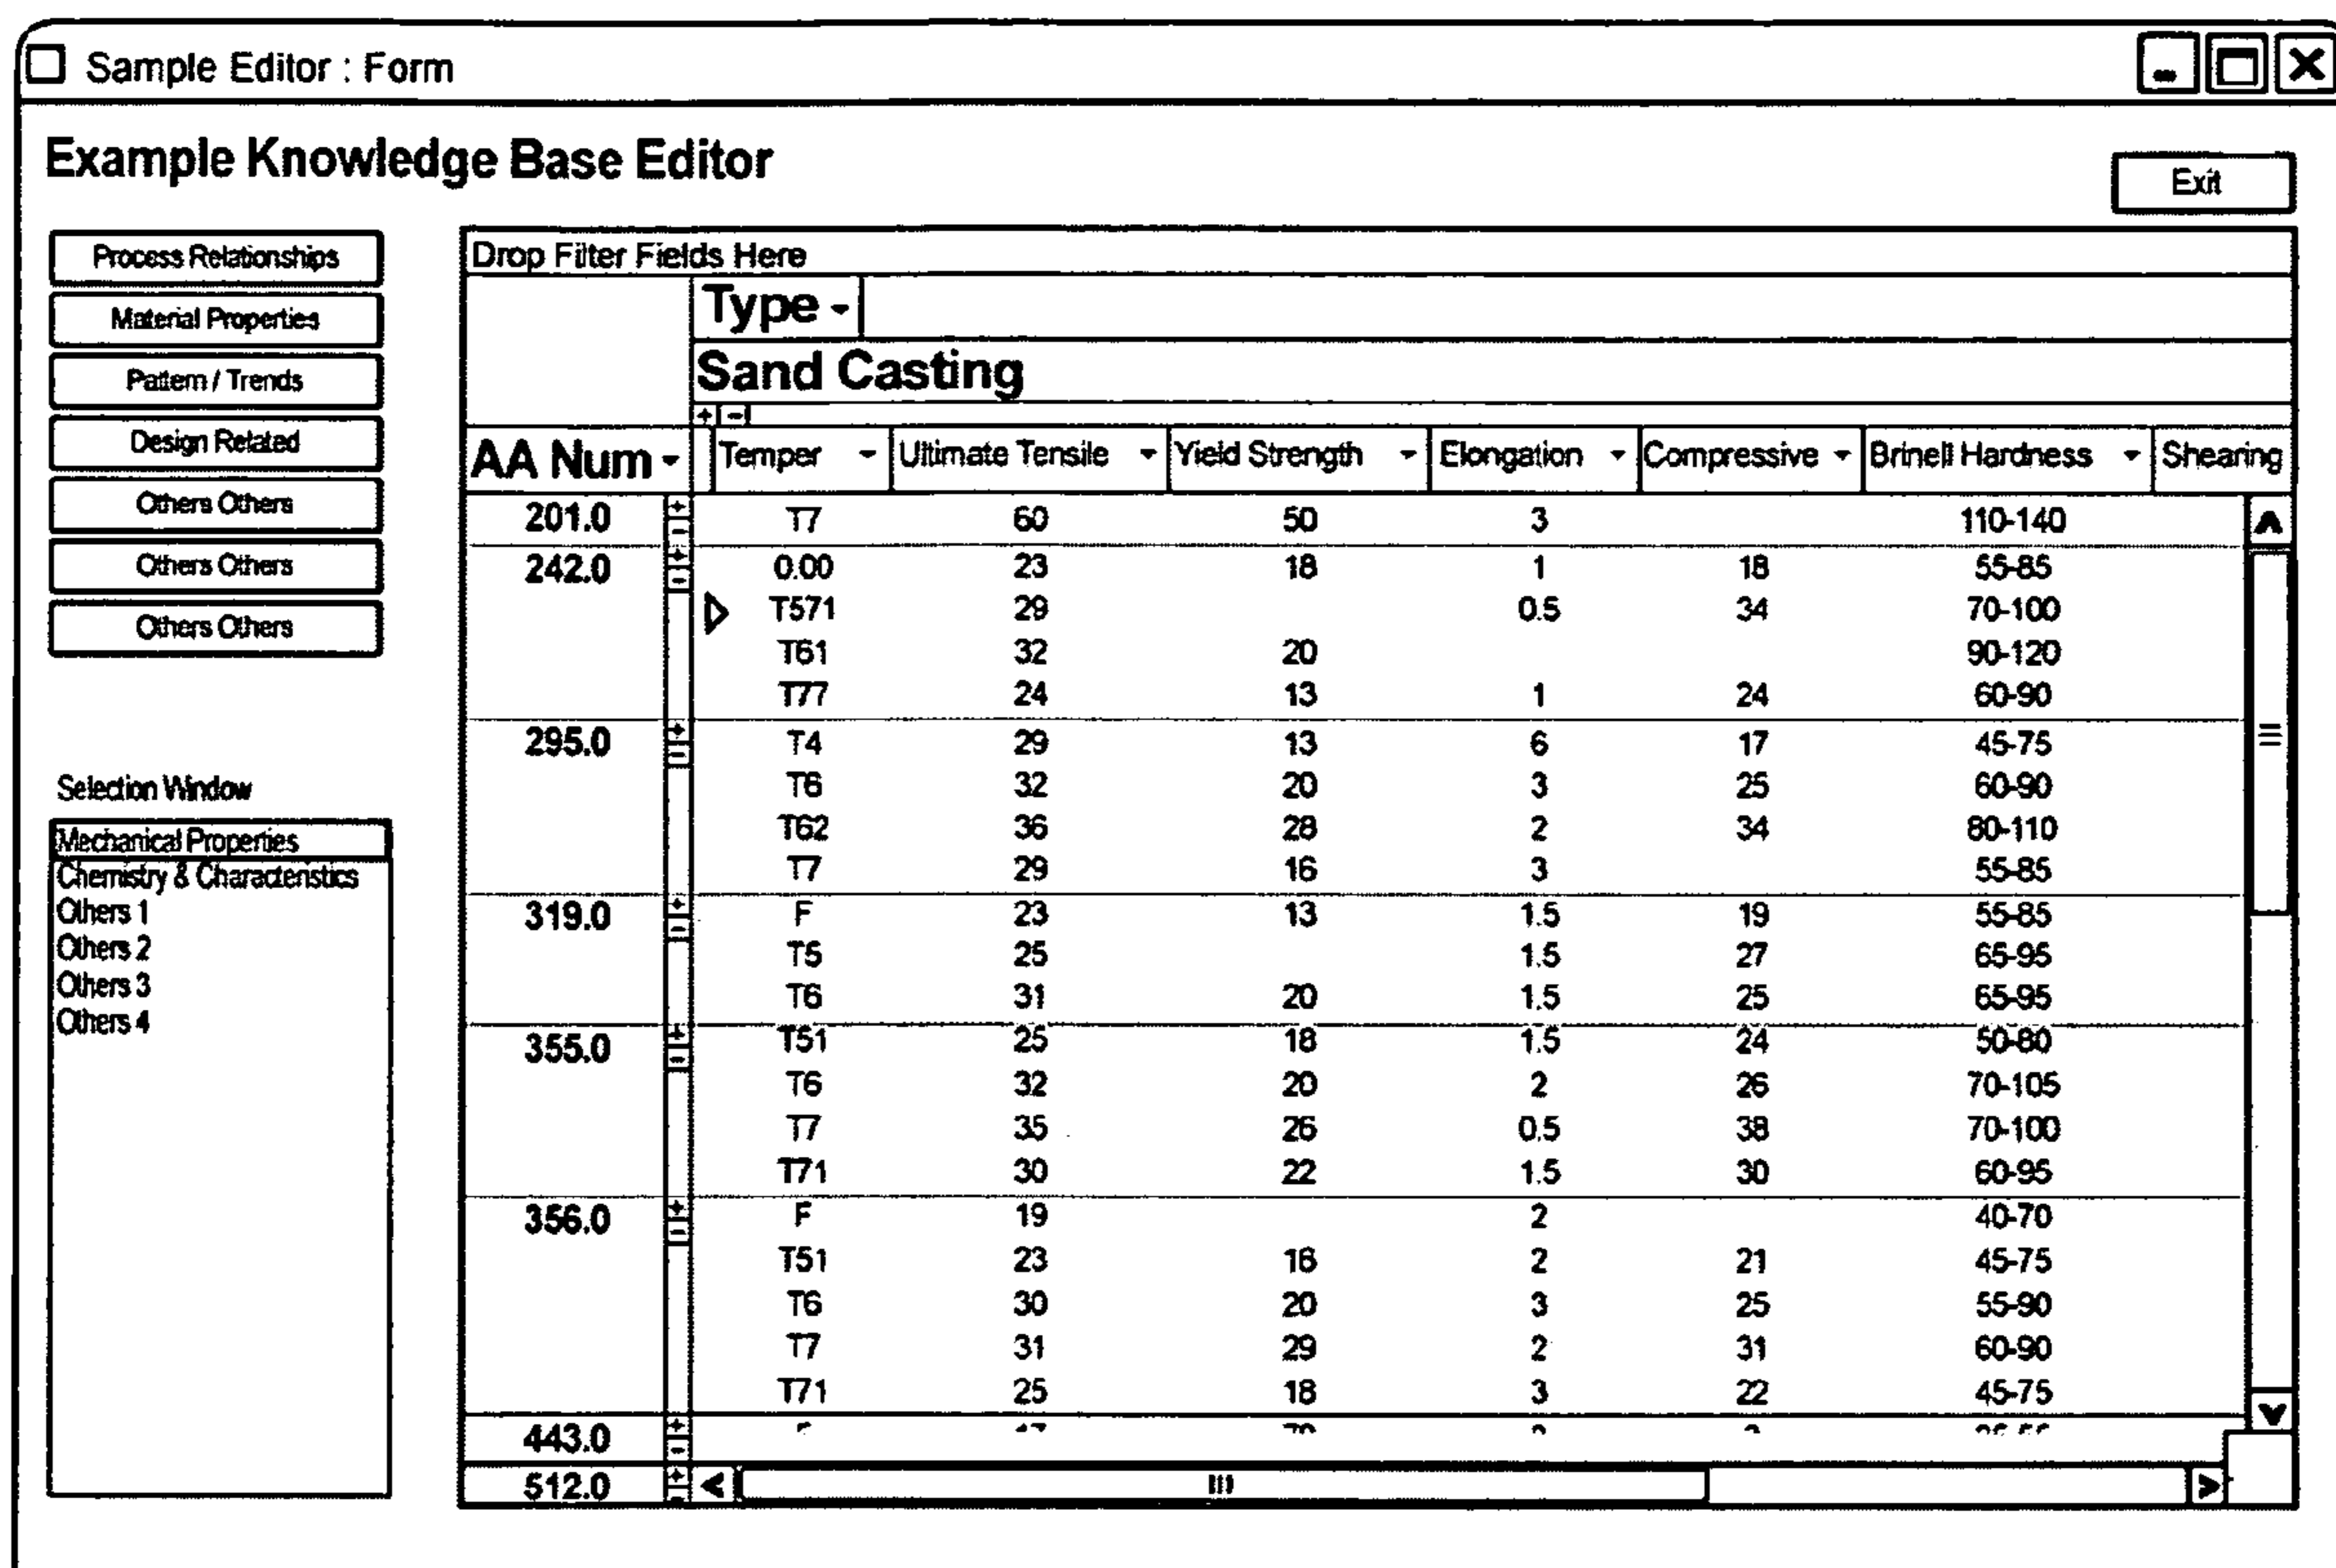 Sample Editor : Form
Example Knowledge Base Editor
Exit
Process Relationships
Material Properties
Pattern / Trends
Design Related
Others Others
Others Others
Others Others
Selection Window
Mechanical Properties
Chemistry & Characteristics
Others 1
Others 2
Others 3
Others 4
Drop Filter Fields Here
Type
Sand Casting
+ -
AA Num Temper Ultimate Tensile Yield Strength Elongation Compressive Brinell Hardness Shearing
201.0 T7 60 50 3 110-140
242.0 0.00 23 18 1 18 55-85
T571 29 0.5 34 70-100
T61 32 20 90-120
T77 24 13 1 24 60-90
295.0 T4 29 13 6 17 45-75
T6 32 20 3 25 60-90
T62 36 28 2 34 80-110
T7 29 16 3 55-85
319.0 F 23 13 1.5 19 55-85
T5 25 1.5 27 65-95
T6 31 20 1.5 25 65-95
355.0 T51 25 18 1.5 24 50-80
T6 32 20 2 26 70-105
T7 35 26 0.5 38 70-100
T71 30 22 1.5 30 60-95
356.0 F 19 2 40-70
T51 23 16 2 21 45-75
T6 30 20 3 25 55-90
T7 31 29 2 31 60-90
T71 25 18 3 22 45-75
443.0
512.0